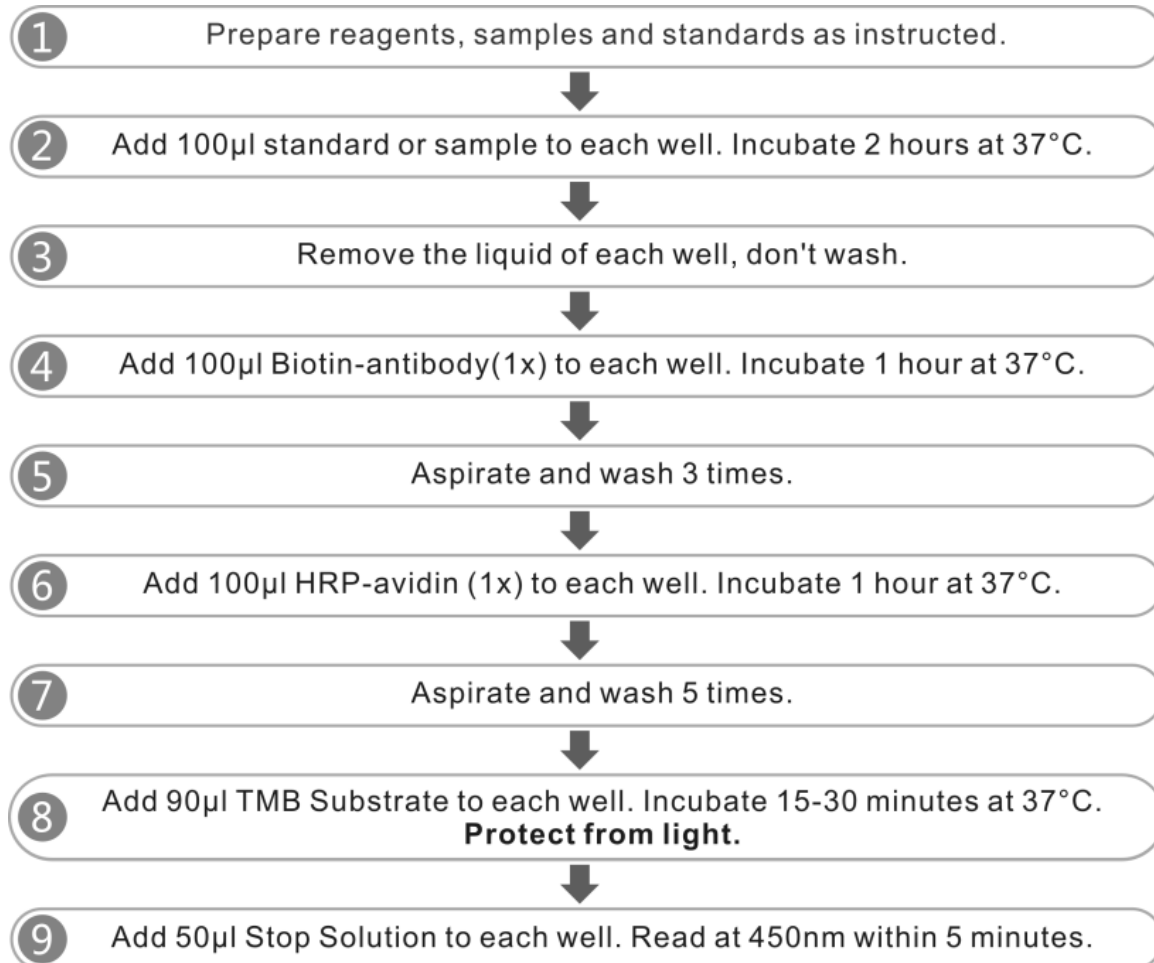 1 Prepare reagents, samples and standards as instructed.
2 Add 100µl standard or sample to each well. Incubate 2 hours at 37°C.
3 Remove the liquid of each well, don't wash.
4 Add 100µl Biotin-antibody(1x) to each well. Incubate 1 hour at 37°C.
5 Aspirate and wash 3 times.
6 Add 100µl HRP-avidin (1x) to each well. Incubate 1 hour at 37°C.
7 Aspirate and wash 5 times.
8 Add 90µl TMB Substrate to each well. Incubate 15-30 minutes at 37°C.
Protect from light.
9 Add 50µl Stop Solution to each well. Read at 450nm within 5 minutes.